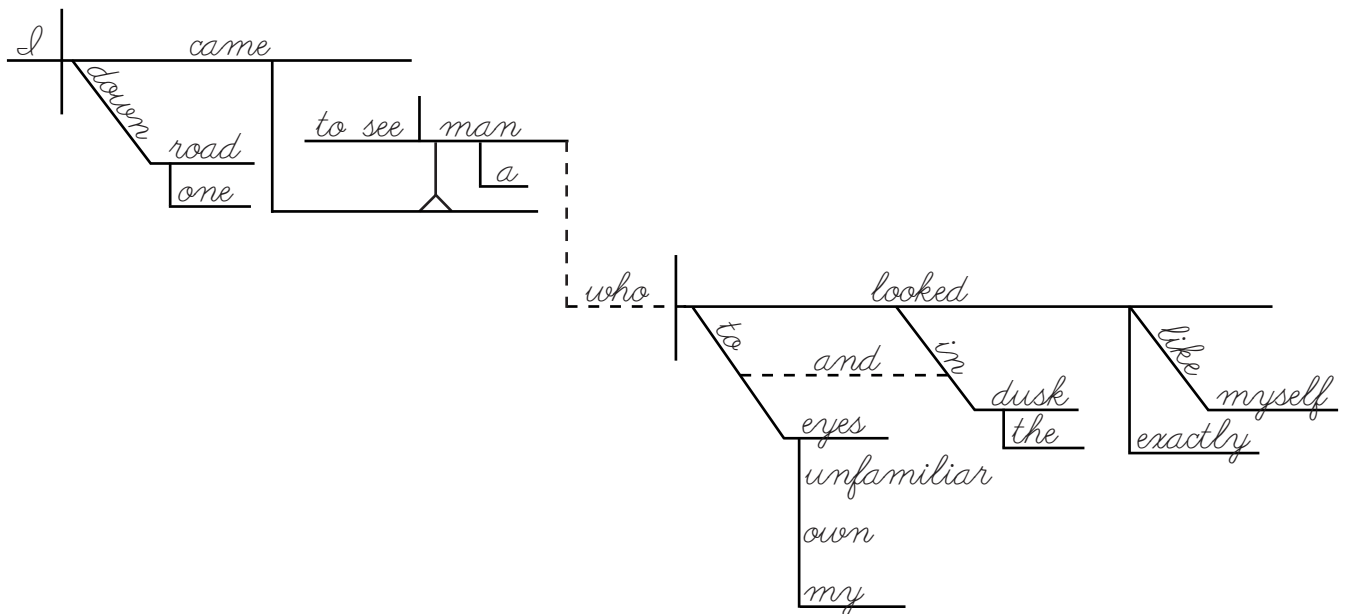 I came
down
to see man
road
a
one
who looked
to in like
and
dusk myself
eyes the exactly
unfamiliar
own
my